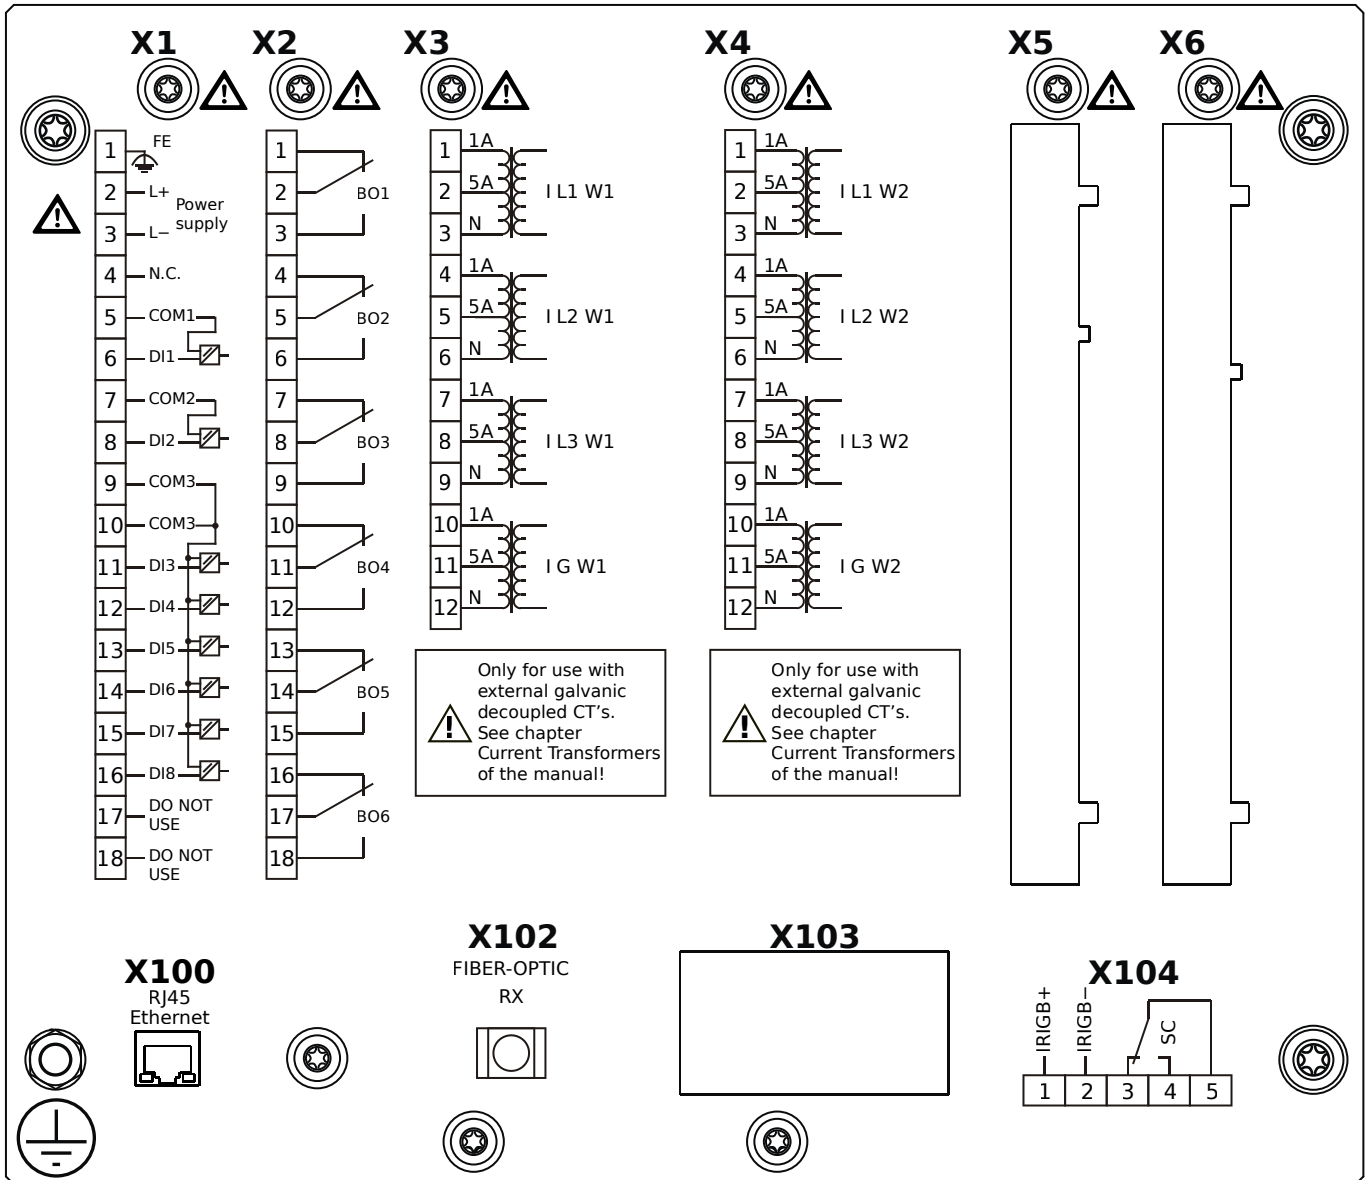 X1 X2 X3 X4 X5 X6
1 FE
2 L+
Power
supply
3 L−
4 N.C.
5 COM1
6 DI1
7 COM2
8 DI2
9 COM3
10 COM3
11 DI3
12 DI4
13 DI5
14 DI6
15 DI7
16 DI8
17 DO NOT
USE
18 DO NOT
USE
1
2 BO1
3
4
5 BO2
6
7
8 BO3
9
10
11 BO4
12
13
14 BO5
15
16
17 BO6
18
1 1A
2 5A I L1 W1
3 N
4 1A
5 5A I L2 W1
6 N
7 1A
8 5A I L3 W1
9 N
10 1A
11 5A I G W1
12 N
Only for use with
external galvanic
decoupled CT's.
See chapter
Current Transformers
of the manual!
1 1A
2 5A I L1 W2
3 N
4 1A
5 5A I L2 W2
6 N
7 1A
8 5A I L3 W2
9 N
10 1A
11 5A I G W2
12 N
Only for use with
external galvanic
decoupled CT's.
See chapter
Current Transformers
of the manual!
X100
RJ45
Ethernet
X102
FIBER-OPTIC
RX
X103
X104
IRIGB+
IRIGB−
SC
1 2 3 4 5